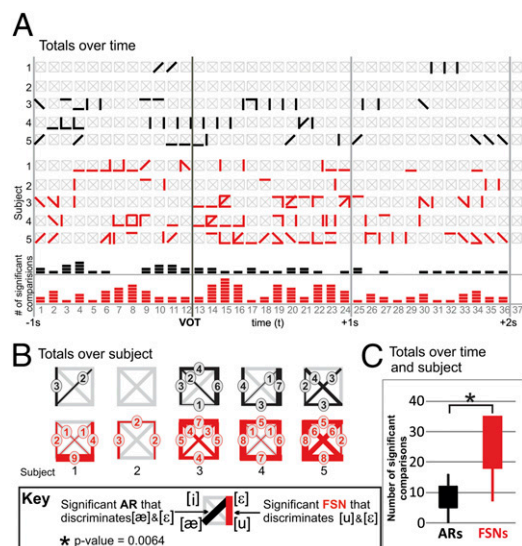 A Totals over time
1
2
3
4
5
Subject
1
2
3
4
5
# of significant
comparisons
1 2 3 4 5 6 7 8 9 10 11 12 13 14 15 16 17 18 19 20 21 22 23 24 25 26 27 28 29 30 31 32 33 34 35 36 37
-1s VOT time (t) +1s +2s
B Totals over subject
Subject 1 2 3 4 5
Key
Significant AR that
discriminates[æ]&[ɛ]
[i] [ɛ]
[æ] [u]
Significant FSN that
discriminates [u]&[ɛ]
* p-value = 0.0064
C Totals over time
and subject
*
Number of significant
comparisons
40
30
20
10
0
ARs FSNs